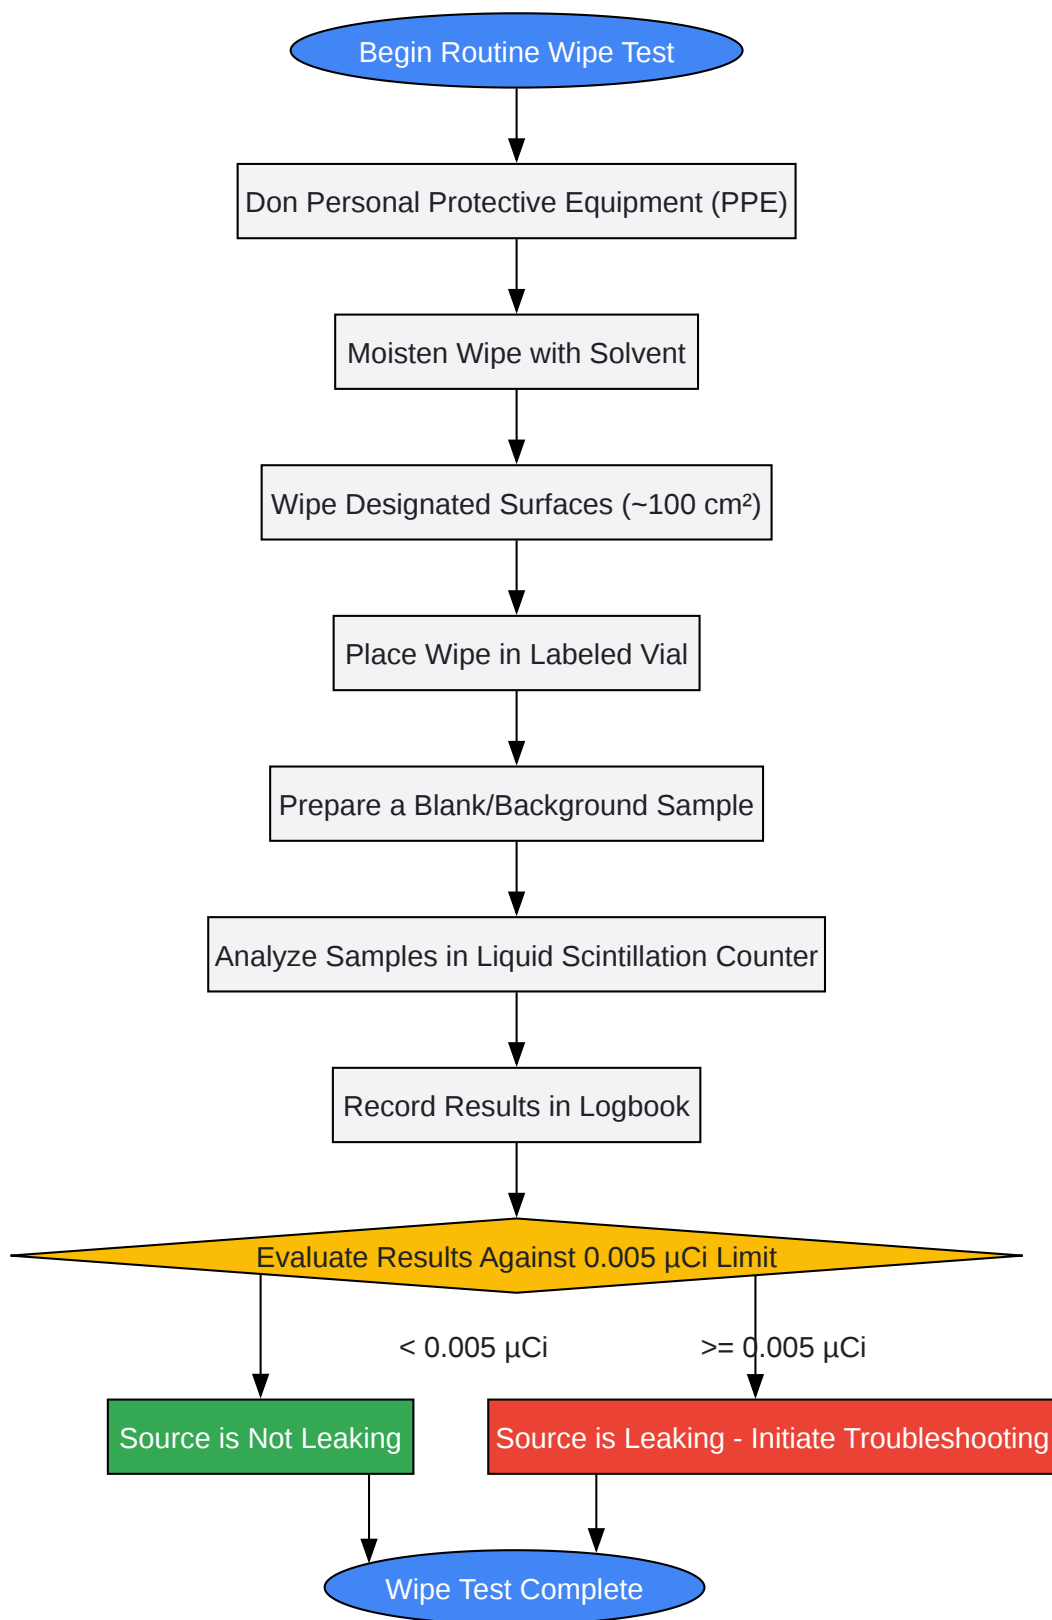 Begin Routine Wipe Test
Don Personal Protective Equipment (PPE)
Moisten Wipe with Solvent
Wipe Designated Surfaces (~100 cm²)
Place Wipe in Labeled Vial
Prepare a Blank/Background Sample
Analyze Samples in Liquid Scintillation Counter
Record Results in Logbook
Evaluate Results Against 0.005 µCi Limit
< 0.005 µCi
>= 0.005 µCi
Source is Not Leaking
Source is Leaking - Initiate Troubleshooting
Wipe Test Complete